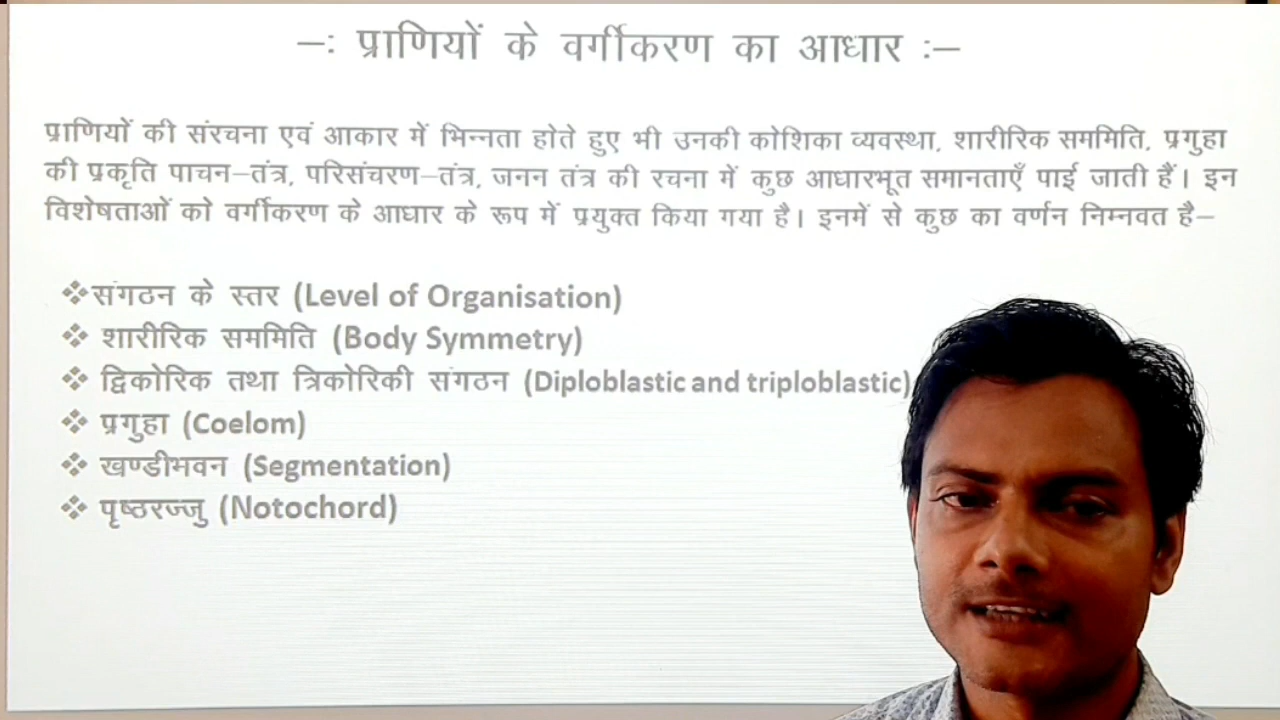 –: प्राणियों के वर्गीकरण का आधार :–
प्राणियों की संरचना एवं आकार में भिन्नता होते हुए भी उनकी कोशिका व्यवस्था, शारीरिक सममिति, प्रगुहा
की प्रकृति पाचन–तंत्र, परिसंचरण–तंत्र, जनन तंत्र की रचना में कुछ आधारभूत समानताएँ पाई जाती हैं। इन
विशेषताओं को वर्गीकरण के आधार के रूप में प्रयुक्त किया गया है। इनमें से कुछ का वर्णन निम्नवत है–
❖संगठन के स्तर (Level of Organisation)
❖ शारीरिक सममिति (Body Symmetry)
❖ द्विकोरिक तथा त्रिकोरिकी संगठन (Diploblastic and triploblastic)
❖ प्रगुहा (Coelom)
❖ खण्डीभवन (Segmentation)
❖ पृष्ठरज्जु (Notochord)